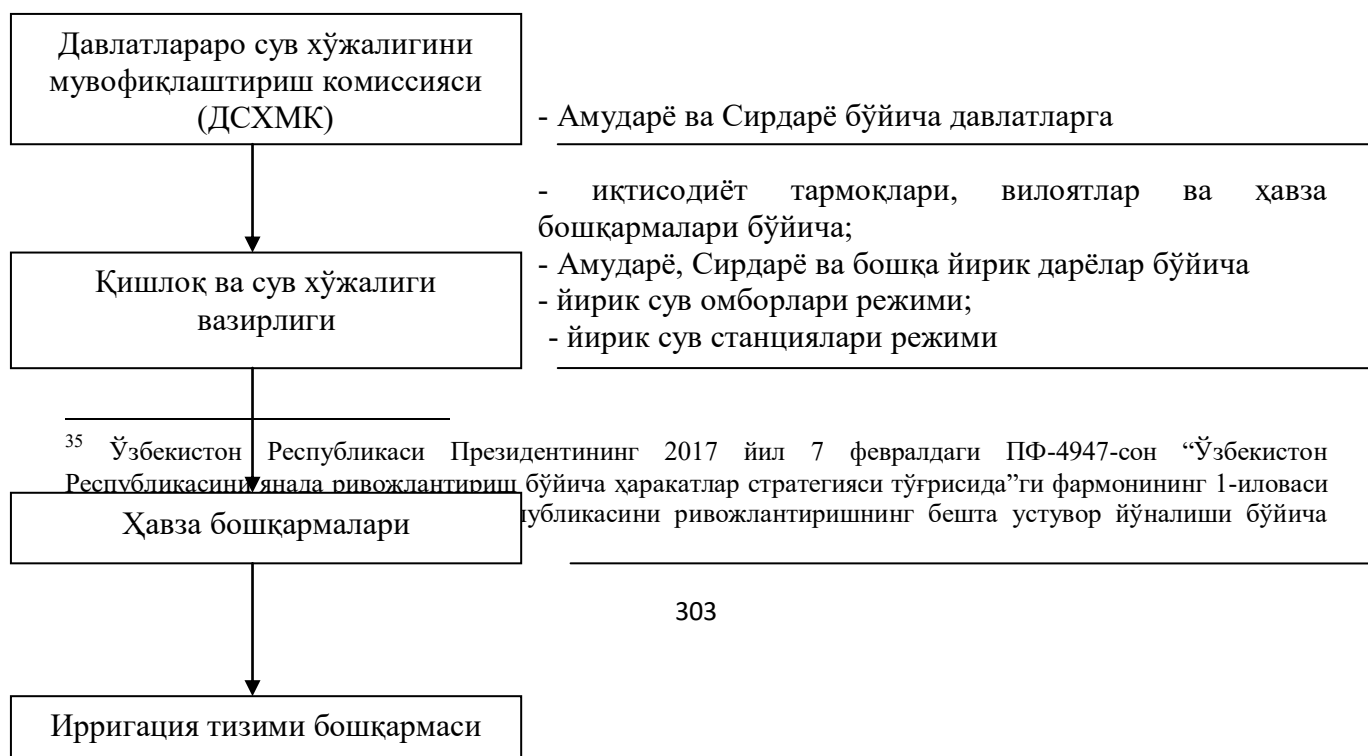 Давлатлараро сув хўжалигини
мувофиқлаштириш комиссияси
(ДСХМК)
- Амударё ва Сирдарё бўйича давлатларга
- иқтисодиёт тармоқлари, вилоятлар ва ҳавза
бошқармалари бўйича;
- Амударё, Сирдарё ва бошқа йирик дарёлар бўйича
- йирик сув омборлари режими;
- йирик сув станциялари режими
Қишлоқ ва сув хўжалиги
вазирлиги
35 Ўзбекистон Республикаси Президентининг 2017 йил 7 февралдаги ПФ-4947-сон “Ўзбекистон
Республикасини янада ривожлантириш бўйича ҳаракатлар стратегияси тўғрисида”ги фармонининг 1-иловаси
Ҳавза бошқармалари
ривожлантиришнинг бешта устувор йўналиши бўйича
303
Ирригация тизими бошқармаси